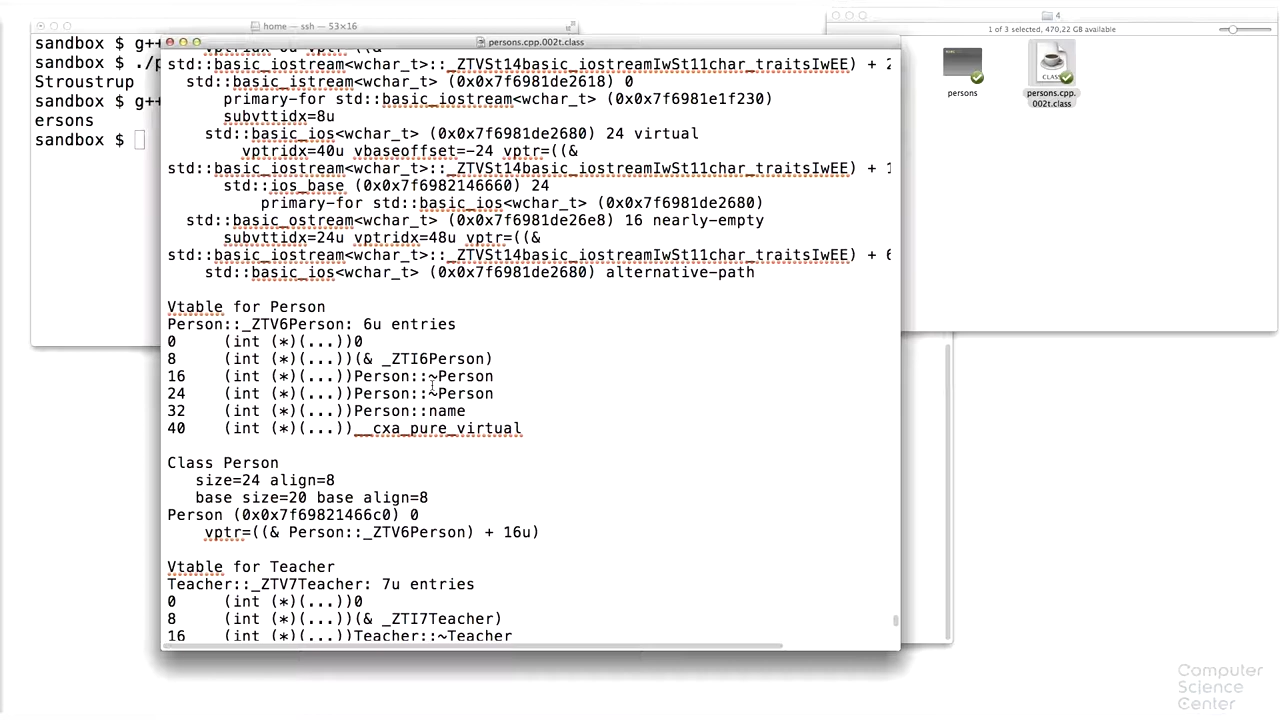 home — ssh — 53×16
sandbox $ g++
sandbox $ ./p
Stroustrup
sandbox $ g++
ersons
sandbox $
persons.cpp.002t.class
std::basic_iostream<wchar_t>::_ZTVSt14basic_iostreamIwSt11char_traitsIwEE) + 2
std::basic_istream<wchar_t> (0x0x7f6981de2618) 0
primary-for std::basic_iostream<wchar_t> (0x0x7f6981e1f230)
subvttidx=8u
std::basic_ios<wchar_t> (0x0x7f6981de2680) 24 virtual
vptridx=40u vbaseoffset=-24 vptr=((&
std::basic_iostream<wchar_t>::_ZTVSt14basic_iostreamIwSt11char_traitsIwEE) + 1
std::ios_base (0x0x7f6982146660) 24
primary-for std::basic_ios<wchar_t> (0x0x7f6981de2680)
std::basic_ostream<wchar_t> (0x0x7f6981de26e8) 16 nearly-empty
subvttidx=24u vptridx=48u vptr=((&
std::basic_iostream<wchar_t>::_ZTVSt14basic_iostreamIwSt11char_traitsIwEE) + 6
std::basic_ios<wchar_t> (0x0x7f6981de2680) alternative-path
Vtable for Person
Person::_ZTV6Person: 6u entries
0 (int (*)(...))0
8 (int (*)(...))(& _ZTI6Person)
16 (int (*)(...))Person::~Person
24 (int (*)(...))Person::~Person
32 (int (*)(...))Person::name
40 (int (*)(...))__cxa_pure_virtual
Class Person
size=24 align=8
base size=20 base align=8
Person (0x0x7f69821466c0) 0
vptr=((& Person::_ZTV6Person) + 16u)
Vtable for Teacher
Teacher::_ZTV7Teacher: 7u entries
0 (int (*)(...))0
8 (int (*)(...))(& _ZTI7Teacher)
16 (int (*)(...))Teacher::~Teacher
4
1 of 3 selected, 470,22 GB available
CLASS
persons
persons.cpp.
002t.class
Computer
Science
Center